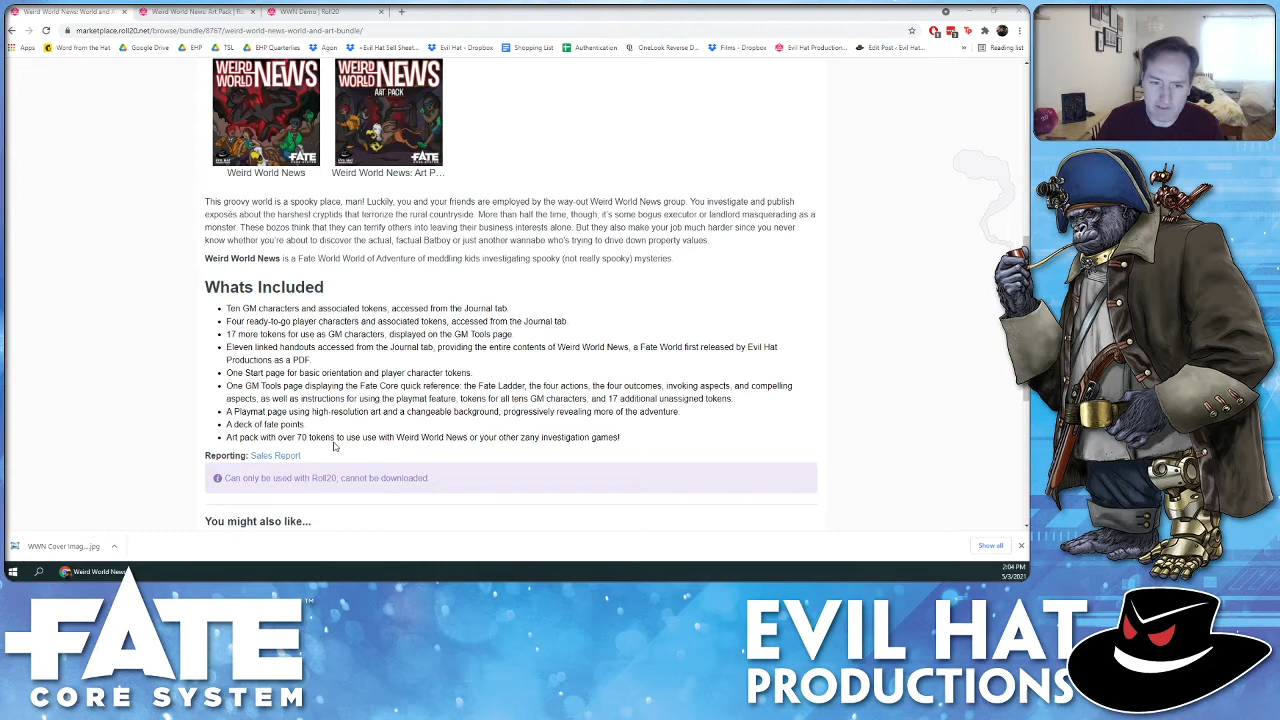 Weird World News: World and A
Weird World News: Art Pack | R
WWN Demo | Roll20
marketplace.roll20.net/browse/bundle/8767/weird-world-news-world-and-art-bundle/
Apps
Word from the Hat
Google Drive
EHP
TSL
EHP Quarterlies
Agon
+Evil Hat Sell Sheet...
Evil Hat - Dropbox
Shopping List
Authentication
OneLook Reverse D...
Films - Dropbox
Evil Hat Production...
Edit Post - Evil Hat...
»
Reading list
WEIRD WORLD NEWS
FATE
CORE SYSTEM
WEIRD WORLD NEWS
ART PACK
FATE
CORE SYSTEM
Weird World News
Weird World News: Art P...
This groovy world is a spooky place, man! Luckily, you and your friends are employed by the way-out Weird World News group. You investigate and publish
exposés about the harshest cryptids that terrorize the rural countryside. More than half the time, though, it's some bogus executor or landlord masquerading as a
monster. These bozos think that they can terrify others into leaving their business interests alone. But they also make your job much harder since you never
know whether you're about to discover the actual, factual Batboy or just another wannabe who's trying to drive down property values.
Weird World News is a Fate World World of Adventure of meddling kids investigating spooky (not really spooky) mysteries.
Whats Included
• Ten GM characters and associated tokens, accessed from the Journal tab.
• Four ready-to-go player characters and associated tokens, accessed from the Journal tab.
• 17 more tokens for use as GM characters, displayed on the GM Tools page.
• Eleven linked handouts accessed from the Journal tab, providing the entire contents of Weird World News, a Fate World first released by Evil Hat
Productions as a PDF.
• One Start page for basic orientation and player character tokens.
• One GM Tools page displaying the Fate Core quick reference: the Fate Ladder, the four actions, the four outcomes, invoking aspects, and compelling
aspects, as well as instructions for using the playmat feature, tokens for all tens GM characters, and 17 additional unassigned tokens.
• A Playmat page using high-resolution art and a changeable background, progressively revealing more of the adventure.
• A deck of fate points.
• Art pack with over 70 tokens to use use with Weird World News or your other zany investigation games!
Reporting: Sales Report
Can only be used with Roll20; cannot be downloaded.
You might also like...
WWN Cover Imag....jpg
Show all
Weird World News
2:04 PM
5/3/2021
FATE™
CORE SYSTEM
EVIL HAT
PRODUCTIONS